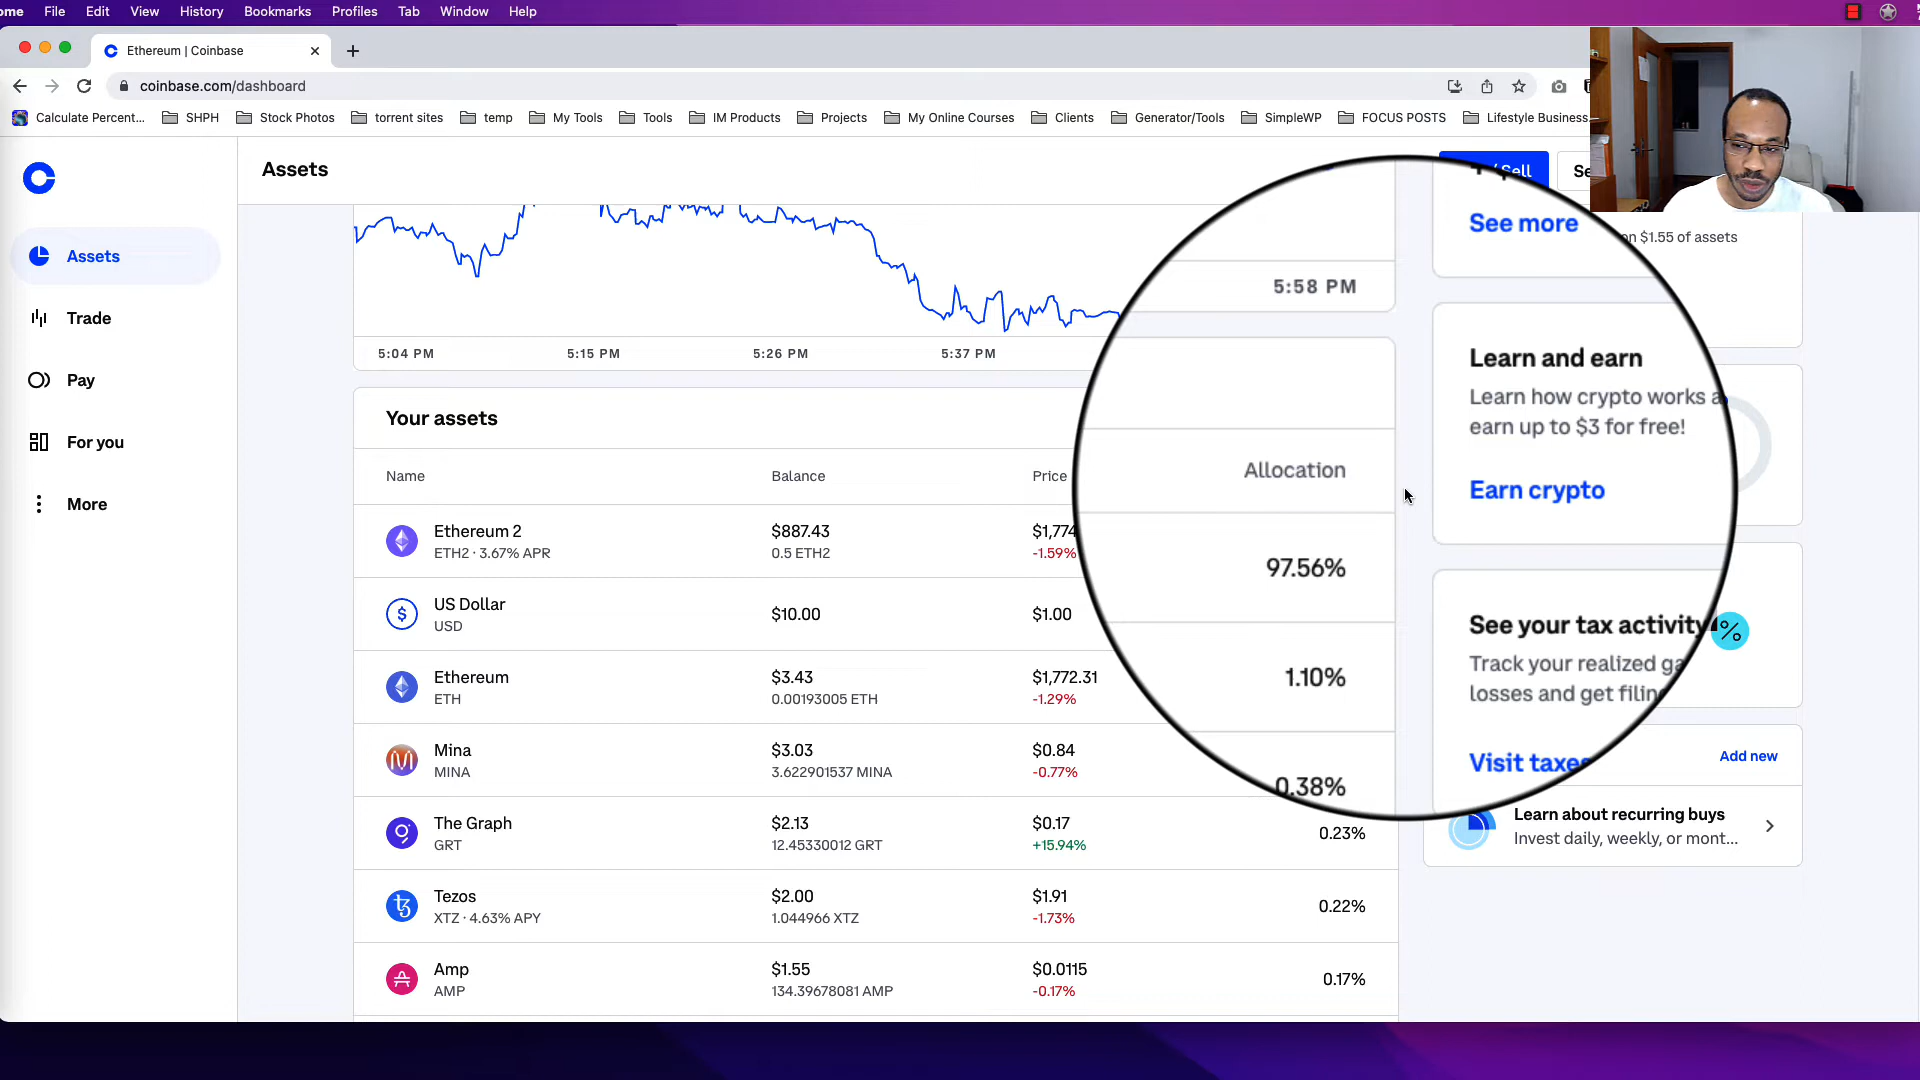 ome File Edit View History Bookmarks Profiles Tab Window Help
Ethereum | Coinbase
coinbase.com/dashboard
Calculate Percent... SHPH Stock Photos torrent sites temp My Tools Tools IM Products Projects My Online Courses Clients Generator/Tools SimpleWP FOCUS POSTS Lifestyle Business
Assets
Sell Se
Assets
Trade
Pay
For you
More
See more
on $1.55 of assets
5:58 PM
5:04 PM 5:15 PM 5:26 PM 5:37 PM
Learn and earn
Learn how crypto works a
earn up to $3 for free!
Earn crypto
Your assets
Name Balance Price Allocation
Ethereum 2 $887.43 $1,774 97.56%
ETH2 · 3.67% APR 0.5 ETH2 -1.59%
US Dollar $10.00 $1.00 1.10%
USD
Ethereum $3.43 $1,772.31 0.38%
ETH 0.00193005 ETH -1.29%
Mina $3.03 $0.84
MINA 3.622901537 MINA -0.77%
The Graph $2.13 $0.17 0.23%
GRT 12.45330012 GRT +15.94%
Tezos $2.00 $1.91 0.22%
XTZ · 4.63% APY 1.044966 XTZ -1.73%
Amp $1.55 $0.0115 0.17%
AMP 134.39678081 AMP -0.17%
See your tax activity
%
Track your realized ga
losses and get filin
Visit taxes
Add new
Learn about recurring buys
Invest daily, weekly, or mont...